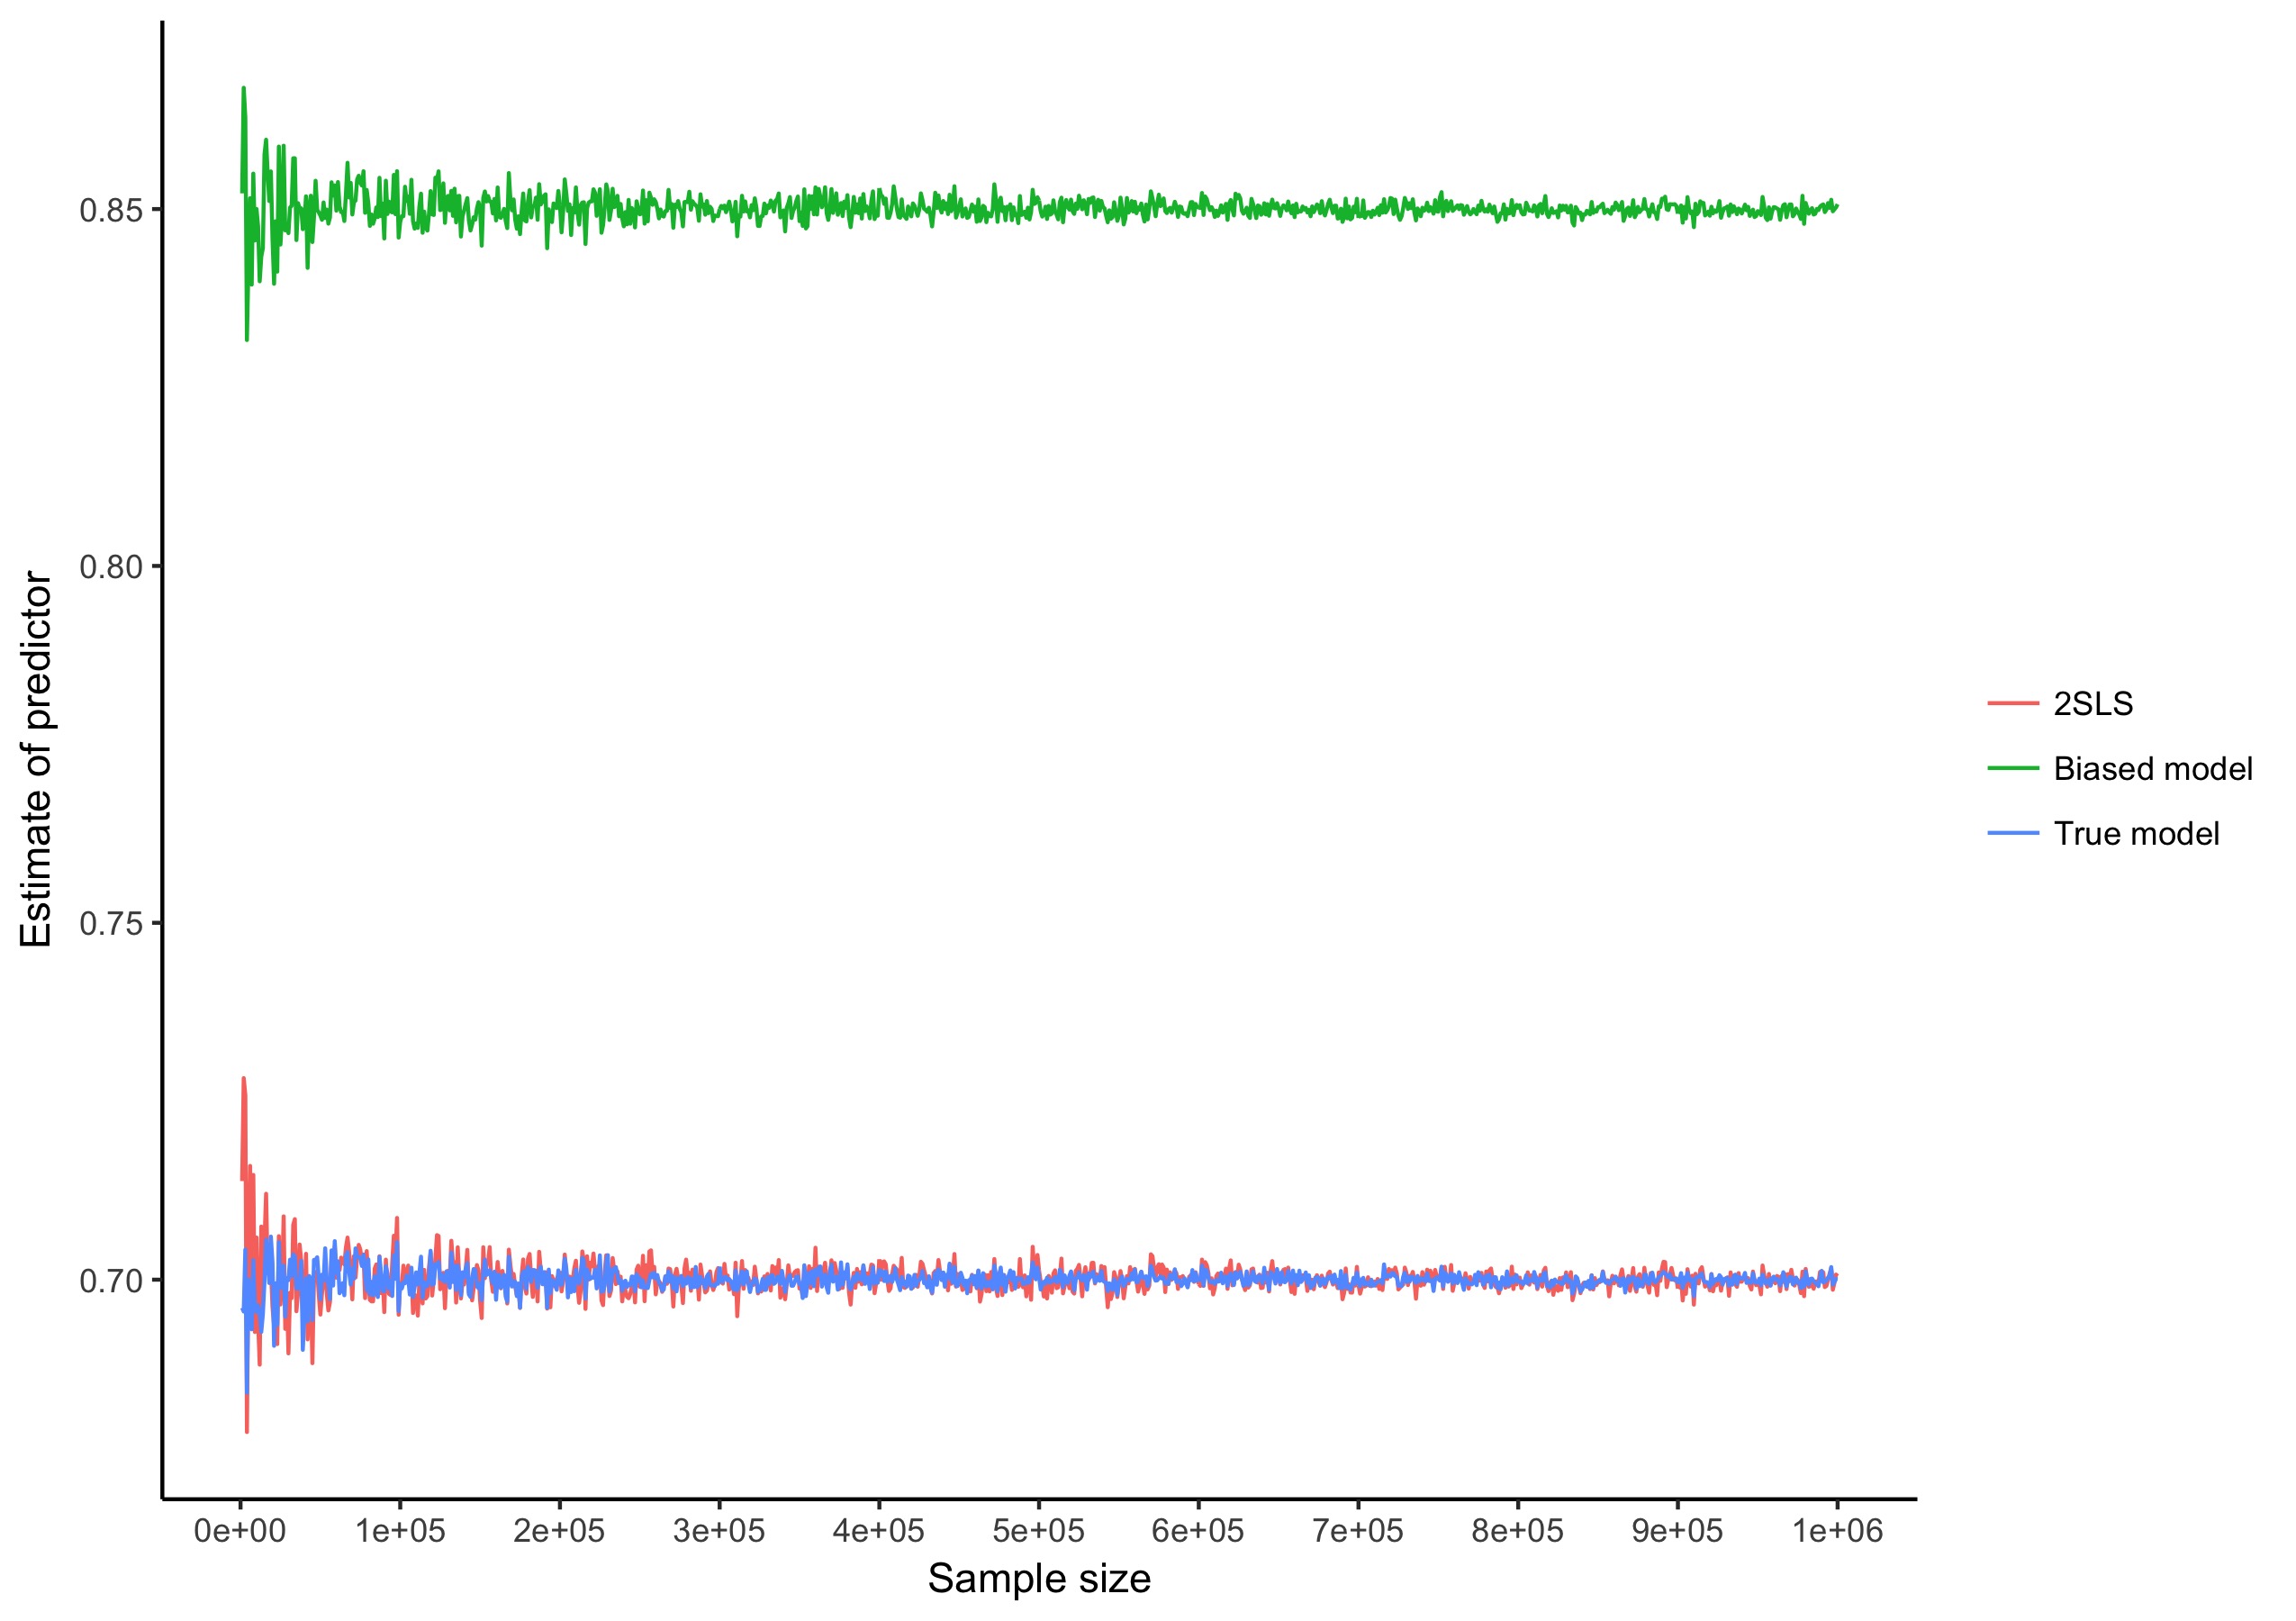 Estimate of predictor
0.85
0.80
0.75
0.70
0e+00 1e+05 2e+05 3e+05 4e+05 5e+05 6e+05 7e+05 8e+05 9e+05 1e+06
Sample size
2SLS
Biased model
True model